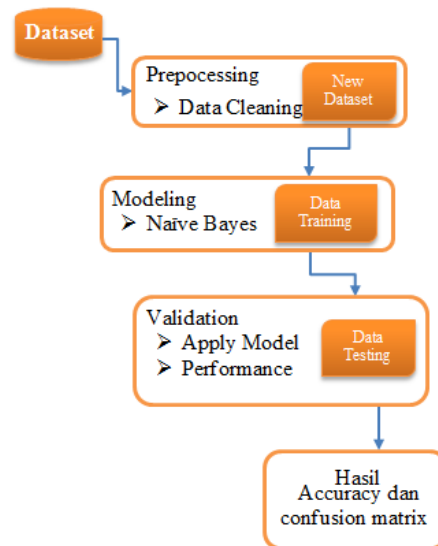 Dataset
Prepocessing
➢ Data Cleaning
New
Dataset
Modeling
➢ Naïve Bayes
Data
Training
Validation
➢ Apply Model
➢ Performance
Data
Testing
Hasil
Accuracy dan
confusion matrix